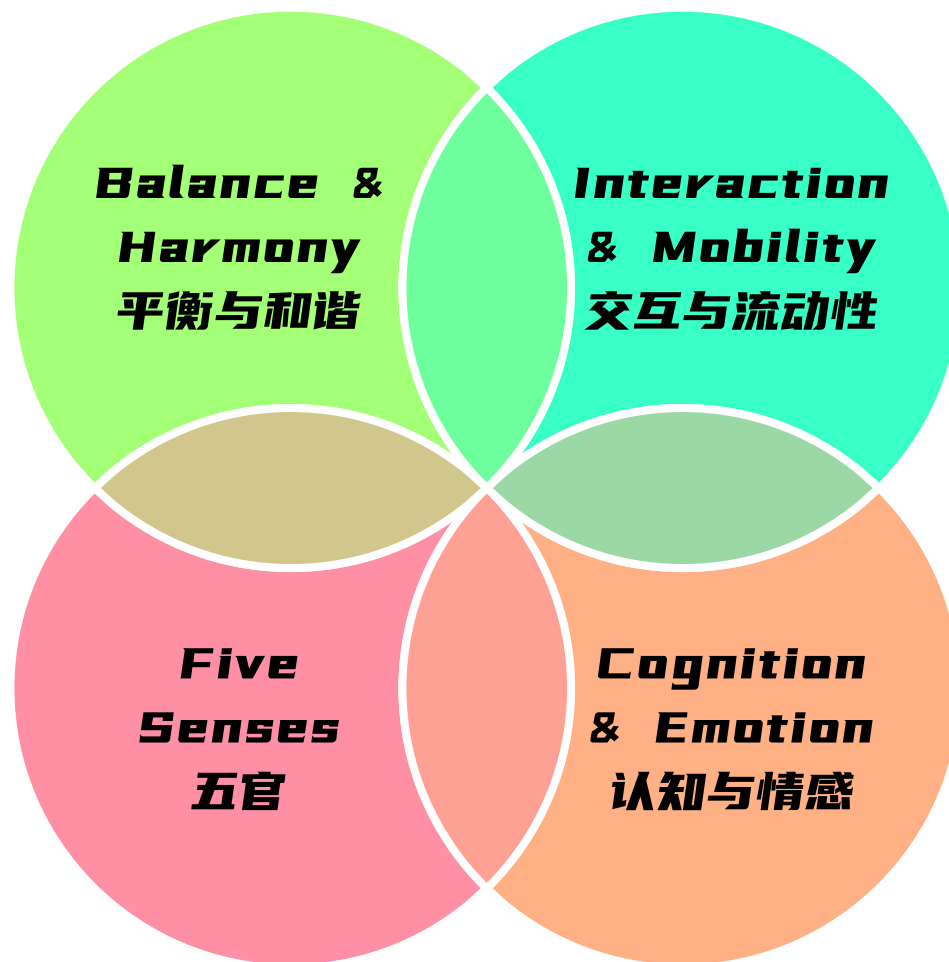 Balance &
Harmony
平衡与和谐
Interaction
& Mobility
交互与流动性
Five
Senses
五官
Cognition
& Emotion
认知与情感